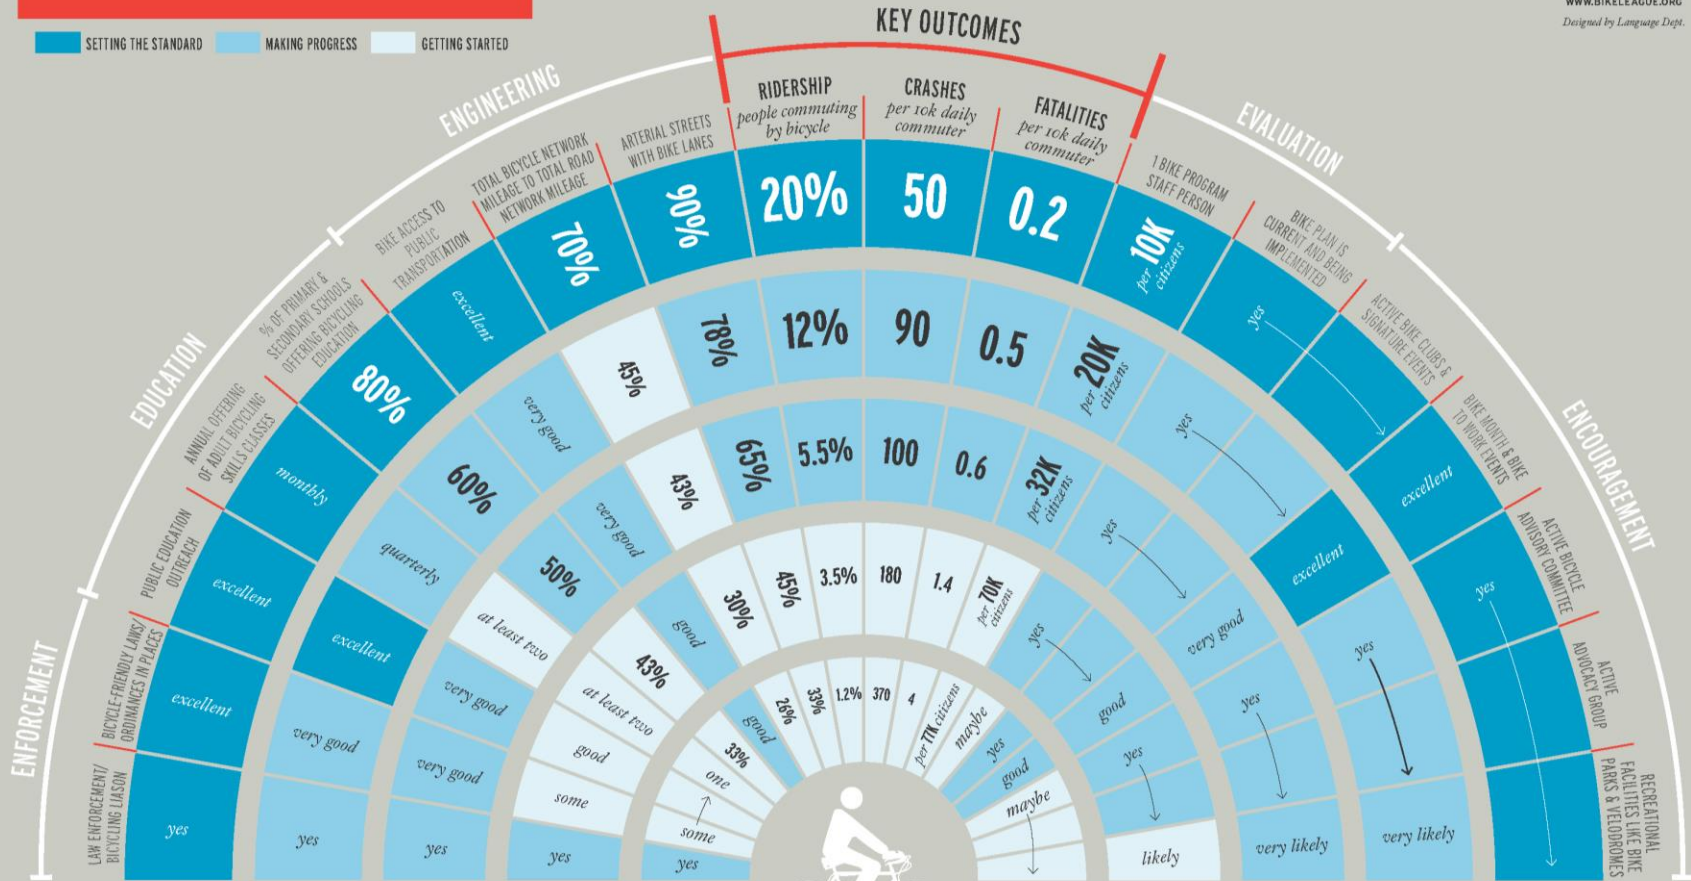 WWW.BIKELEAGUE.ORG
Designed by Language Dept.
SETTING THE STANDARD
MAKING PROGRESS
GETTING STARTED
KEY OUTCOMES
ENGINEERING
EDUCATION
ENFORCEMENT
EVALUATION
ENCOURAGEMENT
LAW ENFORCEMENT/
BICYCLING LIASON
BICYCLE-FRIENDLY LAWS/
ORDINANCES IN PLACES
PUBLIC EDUCATION
OUTREACH
ANNUAL OFFERING
OF ADULT BICYCLING
SKILLS CLASSES
% OF PRIMARY &
SECONDARY SCHOOLS
OFFERING BICYCLING
EDUCATION
BIKE ACCESS TO
PUBLIC
TRANSPORTATION
TOTAL BICYCLE NETWORK
MILEAGE TO TOTAL ROAD
NETWORK MILEAGE
ARTERIAL STREETS
WITH BIKE LANES
RIDERSHIP
people commuting
by bicycle
CRASHES
per 10k daily
commuter
FATALITIES
per 10k daily
commuter
1 BIKE PROGRAM
STAFF PERSON
BIKE PLAN IS
CURRENT AND BEING
IMPLEMENTED
ACTIVE BIKE CLUBS &
SIGNATURE EVENTS
BIKE MONTH & BIKE
TO WORK EVENTS
ACTIVE BICYCLE
ADVISORY COMMITTEE
ACTIVE
ADVOCACY GROUP
RECREATIONAL
FACILITIES LIKE BIKE
PARKS & VELODROMES
yes
excellent
excellent
monthly
80%
excellent
70%
90%
20%
50
0.2
per 10K
citizens
yes
excellent
yes
yes
very good
excellent
quarterly
60%
very good
45%
78%
12%
90
0.5
per 20K
citizens
yes
excellent
yes
very likely
yes
very good
very good
at least two
50%
very good
43%
65%
5.5%
100
0.6
per 32K
citizens
yes
very good
yes
very likely
yes
some
good
at least two
43%
good
30%
45%
3.5%
180
1.4
per 70K
citizens
yes
good
yes
likely
yes
some
one
33%
good
26%
33%
1.2%
370
4
per 77K citizens
maybe
yes
good
maybe